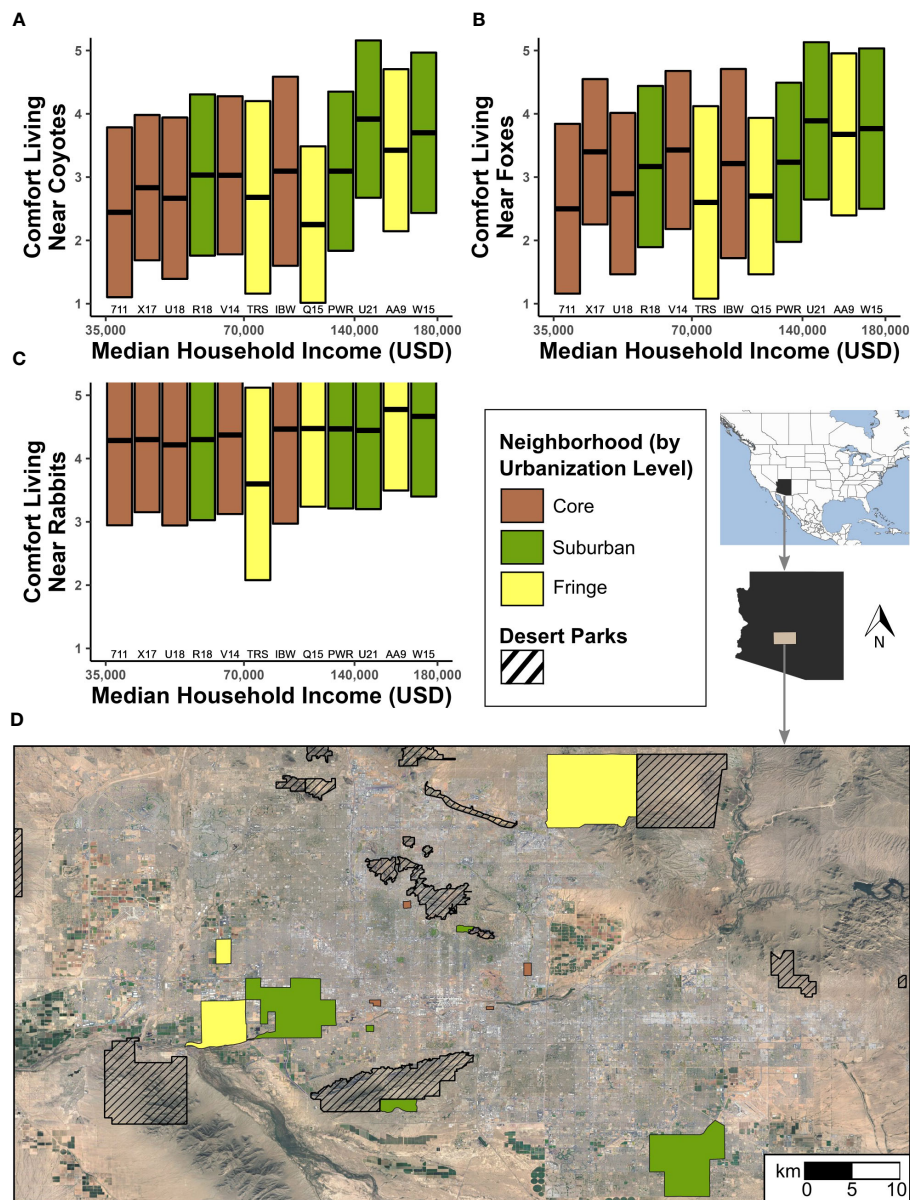 A
Comfort Living
Near Coyotes
5
4
3
2
1
711 X17 U18 R18 V14 TRS IBW Q15 PWR U21 AA9 W15
35,000 70,000 140,000 180,000
Median Household Income (USD)
B
Comfort Living
Near Foxes
5
4
3
2
1
711 X17 U18 R18 V14 TRS IBW Q15 PWR U21 AA9 W15
35,000 70,000 140,000 180,000
Median Household Income (USD)
C
Comfort Living
Near Rabbits
5
4
3
2
1
711 X17 U18 R18 V14 TRS IBW Q15 PWR U21 AA9 W15
35,000 70,000 140,000 180,000
Median Household Income (USD)
Neighborhood (by
Urbanization Level)
Core
Suburban
Fringe
Desert Parks
N
D
km
0 5 10